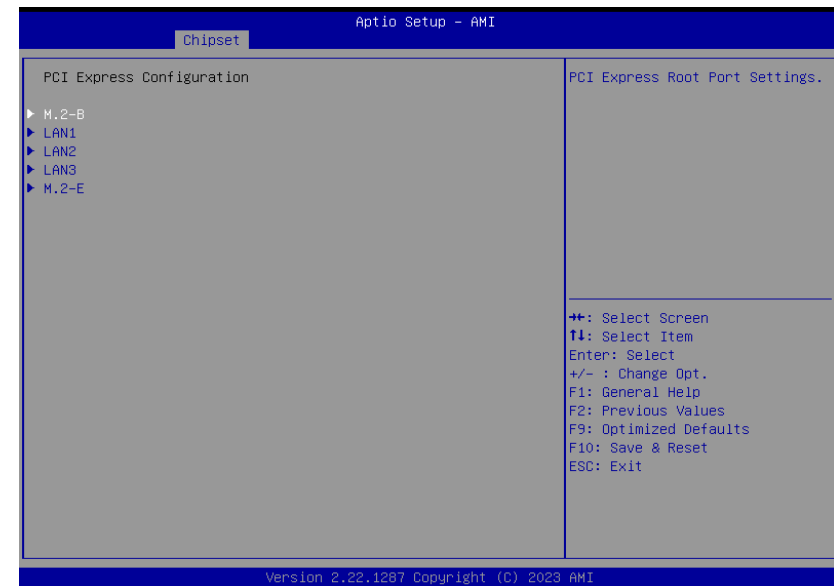 Aptio Setup – AMI
Chipset
PCI Express Configuration
PCI Express Root Port Settings.
▶ M.2-B
▶ LAN1
▶ LAN2
▶ LAN3
▶ M.2-E
→←: Select Screen
↑↓: Select Item
Enter: Select
+/- : Change Opt.
F1: General Help
F2: Previous Values
F9: Optimized Defaults
F10: Save & Reset
ESC: Exit
Version 2.22.1287 Copyright (C) 2023 AMI